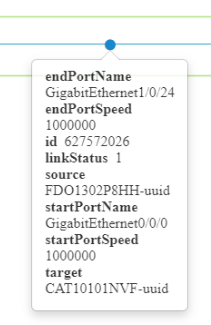 endPortName
GigabitEthernet1/0/24
endPortSpeed
1000000
id 627572026
linkStatus 1
source
FDO1302P8HH-uuid
startPortName
GigabitEthernet0/0/0
startPortSpeed
1000000
target
CAT10101NVF-uuid